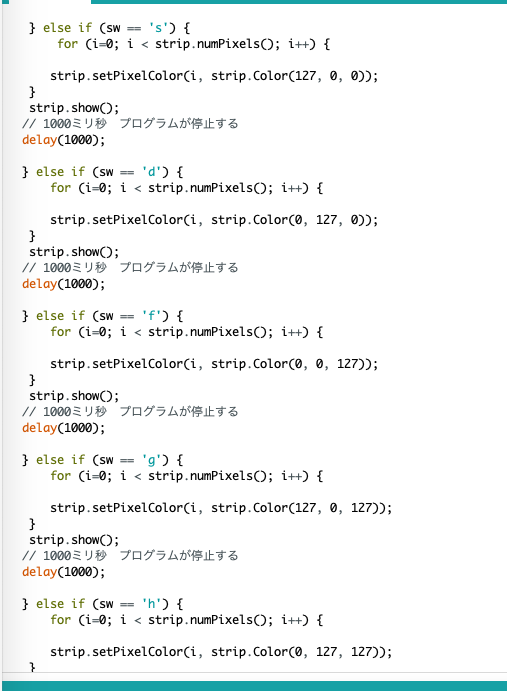 } else if (sw == 's') {
for (i=0; i < strip.numPixels(); i++) {
strip.setPixelColor(i, strip.Color(127, 0, 0));
}
strip.show();
// 1000ミリ秒　プログラムが停止する
delay(1000);
} else if (sw == 'd') {
for (i=0; i < strip.numPixels(); i++) {
strip.setPixelColor(i, strip.Color(0, 127, 0));
}
strip.show();
// 1000ミリ秒　プログラムが停止する
delay(1000);
} else if (sw == 'f') {
for (i=0; i < strip.numPixels(); i++) {
strip.setPixelColor(i, strip.Color(0, 0, 127));
}
strip.show();
// 1000ミリ秒　プログラムが停止する
delay(1000);
} else if (sw == 'g') {
for (i=0; i < strip.numPixels(); i++) {
strip.setPixelColor(i, strip.Color(127, 0, 127));
}
strip.show();
// 1000ミリ秒　プログラムが停止する
delay(1000);
} else if (sw == 'h') {
for (i=0; i < strip.numPixels(); i++) {
strip.setPixelColor(i, strip.Color(0, 127, 127));
}